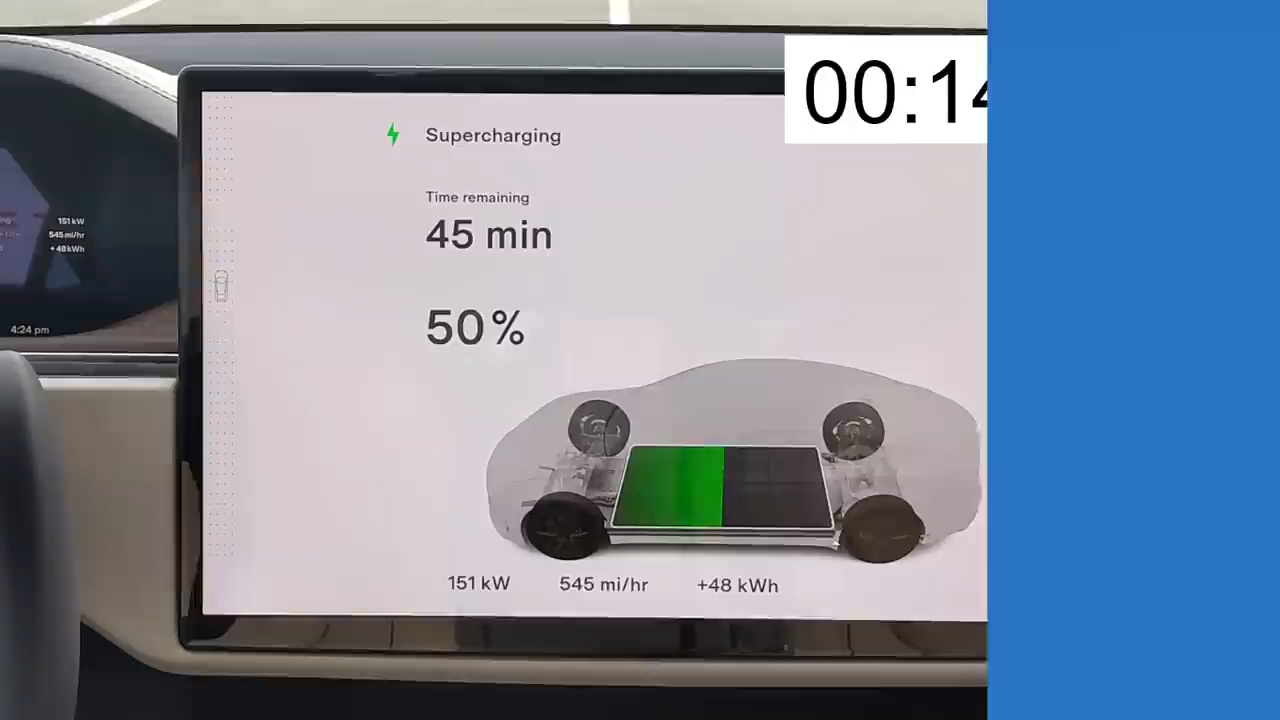 00:14
Supercharging
Time remaining
45 min
50%
151 kW
545 mi/hr
+48 kWh
151 kW
545 mi/hr
+48 kWh
4:24 pm